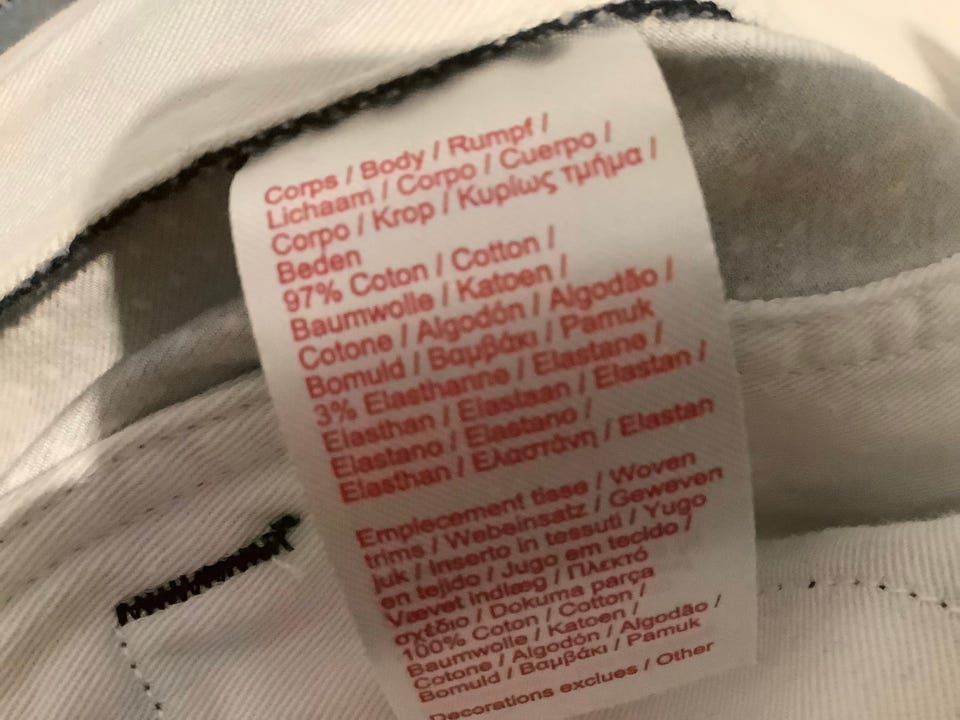 Corps / Body / Rumpf /
Lichaam / Corpo / Cuerpo /
Corpo / Krop / Κυρίως τμήμα /
Beden
97% Coton / Cotton /
Baumwolle / Katoen /
Cotone / Algodón / Algodão /
Bomuld / Βαμβάκι / Pamuk
3% Elasthanne / Elastane /
Elasthan / Elastaan / Elastan /
Elastano / Elastano /
Elasthan / Ελαστάνη / Elastan
Emplecement tisse / Woven
trims / Webeinsatz / Geweven
juk / Inserto in tessuti / Yugo
en tejido / Jugo em tecido /
Vævet indlæg / Πλεκτό
σχέδιο / Dokuma parça
100% Coton / Cotton /
Baumwolle / Katoen /
Cotone / Algodón / Algodão /
Bomuld / Βαμβάκι / Pamuk
Decorations exclues / Other